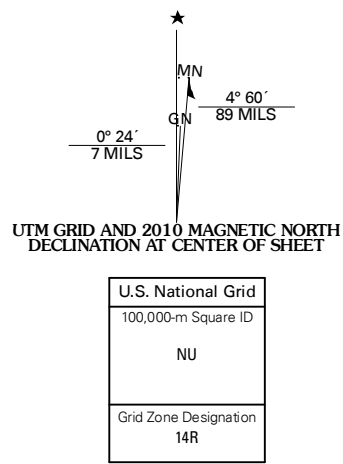 ★
MN
4° 60´
89 MILS
GN
0° 24´
7 MILS
UTM GRID AND 2010 MAGNETIC NORTH
DECLINATION AT CENTER OF SHEET
U.S. National Grid
100,000-m Square ID
NU
Grid Zone Designation
14R